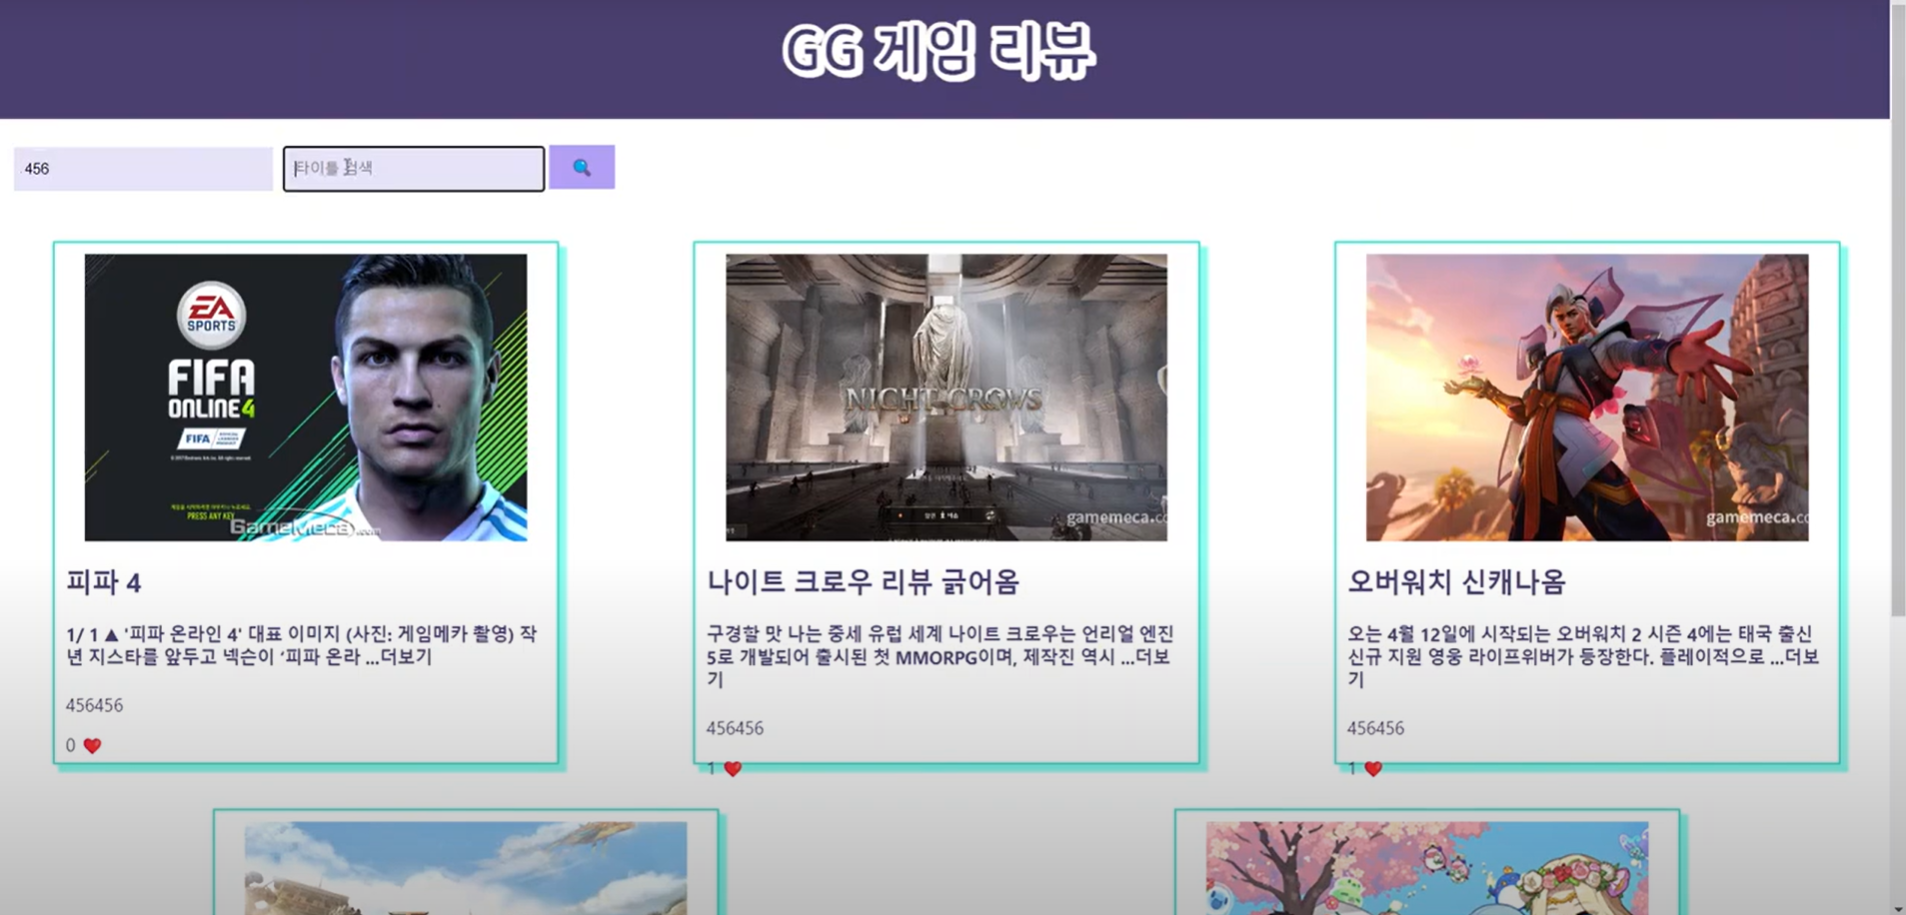 GG 게임 리뷰
456
타이틀 검색
EA
SPORTS
FIFA
ONLINE 4
FIFA
PRESS ANY KEY
GameMeca.com
NIGHT CROWS
gamemeca.co
gamemeca.co
피파 4
1/ 1 ▲ '피파 온라인 4' 대표 이미지 (사진: 게임메카 촬영) 작
년 지스타를 앞두고 넥슨이 ‘피파 온라 ...더보기
456456
0 ❤️
나이트 크로우 리뷰 긁어옴
구경할 맛 나는 중세 유럽 세계 나이트 크로우는 언리얼 엔진
5로 개발되어 출시된 첫 MMORPG이며, 제작진 역시 ...더보
기
456456
1 ❤️
오버워치 신캐나옴
오는 4월 12일에 시작되는 오버워치 2 시즌 4에는 태국 출신
신규 지원 영웅 라이프위버가 등장한다. 플레이적으로 ...더보
기
456456
1 ❤️